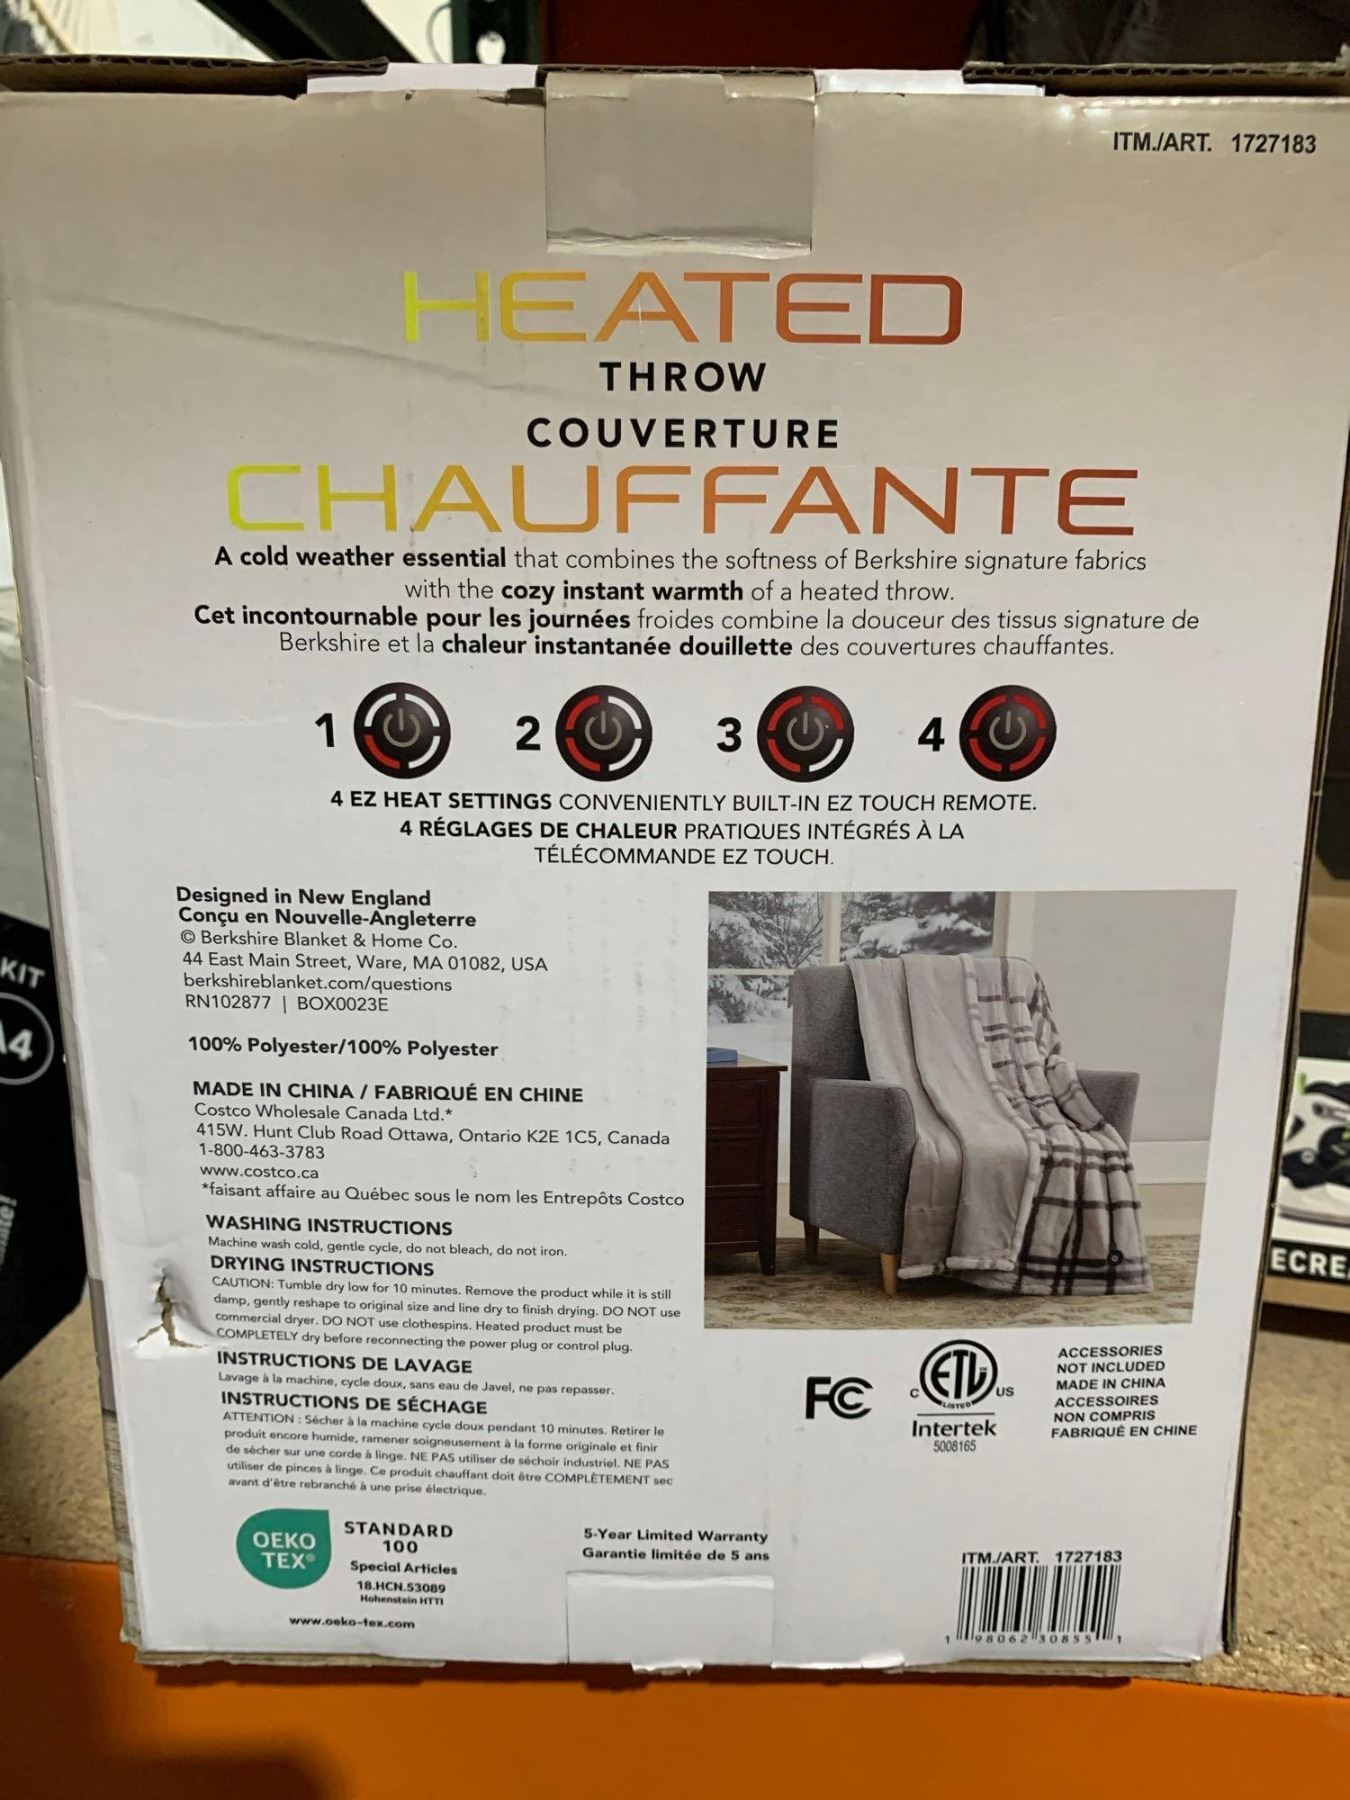 ITM./ART. 1727183
HEATED
THROW
COUVERTURE
CHAUFFANTE
A cold weather essential that combines the softness of Berkshire signature fabrics
with the cozy instant warmth of a heated throw.
Cet incontournable pour les journées froides combine la douceur des tissus signature de
Berkshire et la chaleur instantanée douillette des couvertures chauffantes.
1 2 3 4
4 EZ HEAT SETTINGS CONVENIENTLY BUILT-IN EZ TOUCH REMOTE.
4 RÉGLAGES DE CHALEUR PRATIQUES INTÉGRÉS À LA
TÉLÉCOMMANDE EZ TOUCH.
Designed in New England
Conçu en Nouvelle-Angleterre
© Berkshire Blanket & Home Co.
44 East Main Street, Ware, MA 01082, USA
berkshireblanket.com/questions
RN102877 | BOX0023E
100% Polyester/100% Polyester
MADE IN CHINA / FABRIQUÉ EN CHINE
Costco Wholesale Canada Ltd.*
415W. Hunt Club Road Ottawa, Ontario K2E 1C5, Canada
1-800-463-3783
www.costco.ca
*faisant affaire au Québec sous le nom les Entrepôts Costco
WASHING INSTRUCTIONS
Machine wash cold, gentle cycle, do not bleach, do not iron.
DRYING INSTRUCTIONS
CAUTION: Tumble dry low for 10 minutes. Remove the product while it is still
damp, gently reshape to original size and line dry to finish drying. DO NOT use
commercial dryer. DO NOT use clothespins. Heated product must be
COMPLETELY dry before reconnecting the power plug or control plug.
INSTRUCTIONS DE LAVAGE
Lavage à la machine, cycle doux, sans eau de Javel, ne pas repasser.
INSTRUCTIONS DE SÉCHAGE
ATTENTION : Sécher à la machine cycle doux pendant 10 minutes. Retirer le
produit encore humide, ramener soigneusement à la forme originale et finir
de sécher sur une corde à linge. NE PAS utiliser de séchoir industriel. NE PAS
utiliser de pinces à linge. Ce produit chauffant doit être COMPLÈTEMENT sec
avant d'être rebranché à une prise électrique.
FC
C ETL US
LISTED
Intertek
5008165
ACCESSORIES
NOT INCLUDED
MADE IN CHINA
ACCESSOIRES
NON COMPRIS
FABRIQUÉ EN CHINE
OEKO
TEX®
STANDARD
100
Special Articles
18.HCN.53089
Hohenstein HTTI
www.oeko-tex.com
5-Year Limited Warranty
Garantie limitée de 5 ans
ITM./ART. 1727183
1 98062 30855 1
KIT
A4
ECRE